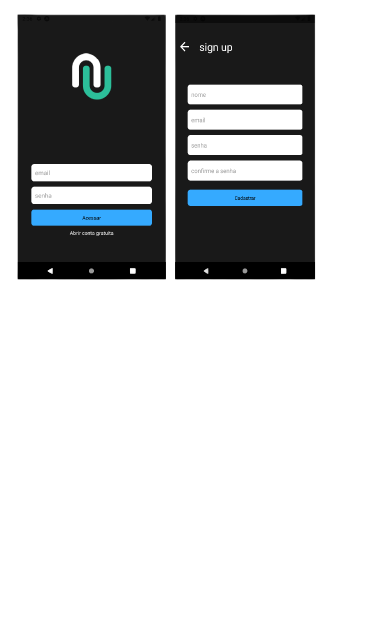 email
senha
Acessar
Abrir conta gratuita
sign up
nome
email
senha
confirme a senha
Cadastrar